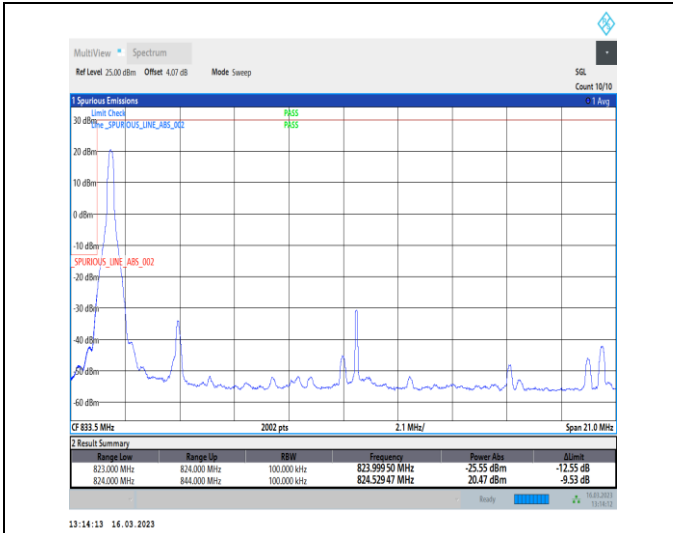 MultiView Spectrum
Ref Level 25.00 dBm Offset 4.07 dB Mode Sweep SGL
Count 10/10
1 Spurious Emissions 1 Avg
Limit Check PASS
30 dBm
Line _SPURIOUS_LINE_ABS_002 PASS
20 dBm
10 dBm
0 dBm
-10 dBm
_SPURIOUS_LINE_ABS_002
-20 dBm
-30 dBm
-40 dBm
-50 dBm
-60 dBm
CF 833.5 MHz 2002 pts 2.1 MHz/ Span 21.0 MHz
2 Result Summary
Range Low Range Up RBW Frequency Power Abs ΔLimit
823.000 MHz 824.000 MHz 100.000 kHz 823.99950 MHz -25.55 dBm -12.55 dB
824.000 MHz 844.000 MHz 100.000 kHz 824.52947 MHz 20.47 dBm -9.53 dB
Ready 16.03.2023
13:14:12
13:14:13 16.03.2023